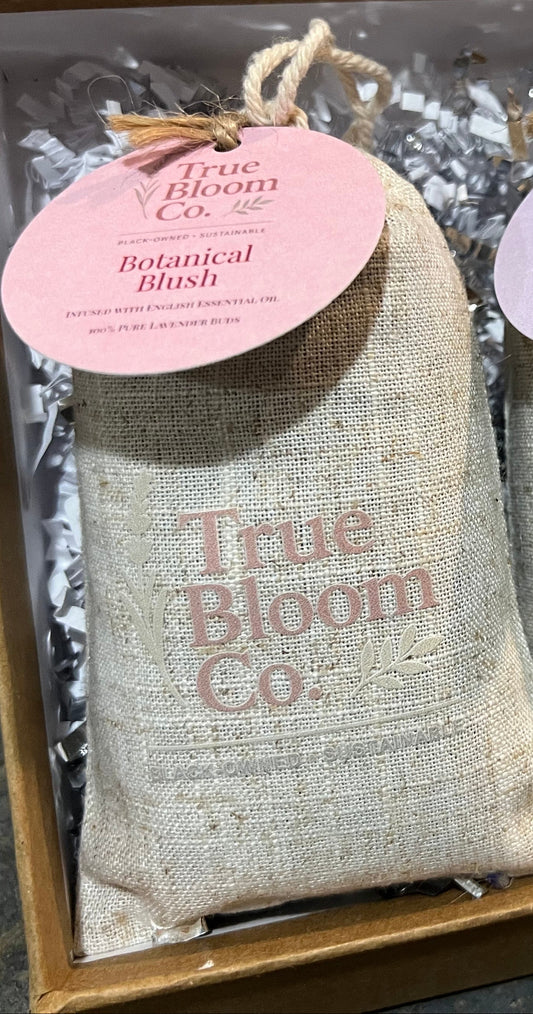 True
Bloom
Co.
BLACK-OWNED • SUSTAINABLE
Botanical
Blush
Infused with English Essential Oil
100% Pure Lavender Buds
True
Bloom
Co.
BLACK-OWNED • SUSTAINABLE